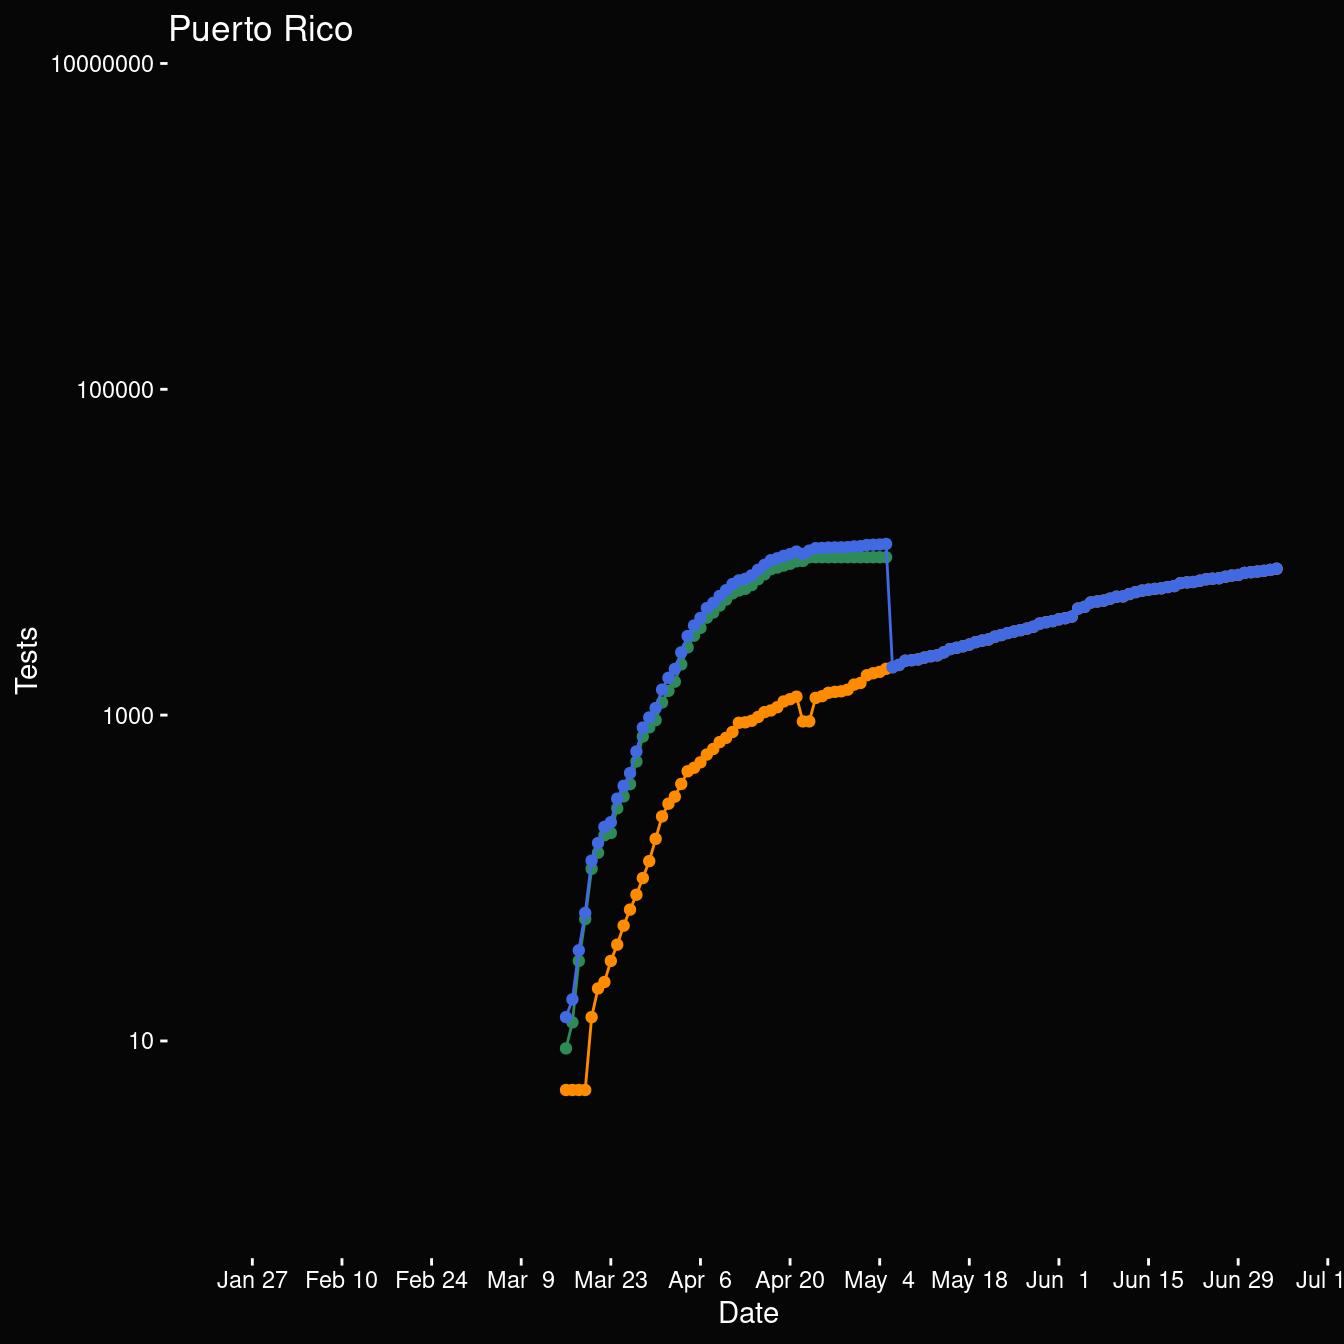 Puerto Rico
10000000
100000
1000
10
Tests
Jan 27 Feb 10 Feb 24 Mar 9 Mar 23 Apr 6 Apr 20 May 4 May 18 Jun 1 Jun 15 Jun 29 Jul 1
Date